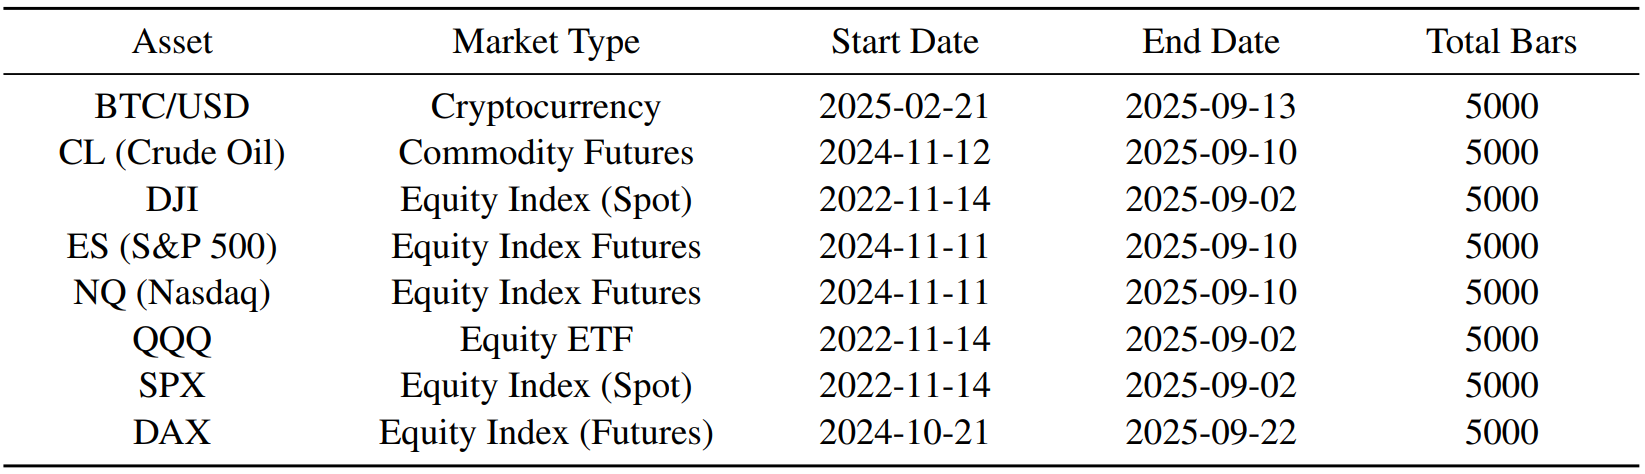 Asset Market Type Start Date End Date Total Bars
BTC/USD Cryptocurrency 2025-02-21 2025-09-13 5000
CL (Crude Oil) Commodity Futures 2024-11-12 2025-09-10 5000
DJI Equity Index (Spot) 2022-11-14 2025-09-02 5000
ES (S&P 500) Equity Index Futures 2024-11-11 2025-09-10 5000
NQ (Nasdaq) Equity Index Futures 2024-11-11 2025-09-10 5000
QQQ Equity ETF 2022-11-14 2025-09-02 5000
SPX Equity Index (Spot) 2022-11-14 2025-09-02 5000
DAX Equity Index (Futures) 2024-10-21 2025-09-22 5000